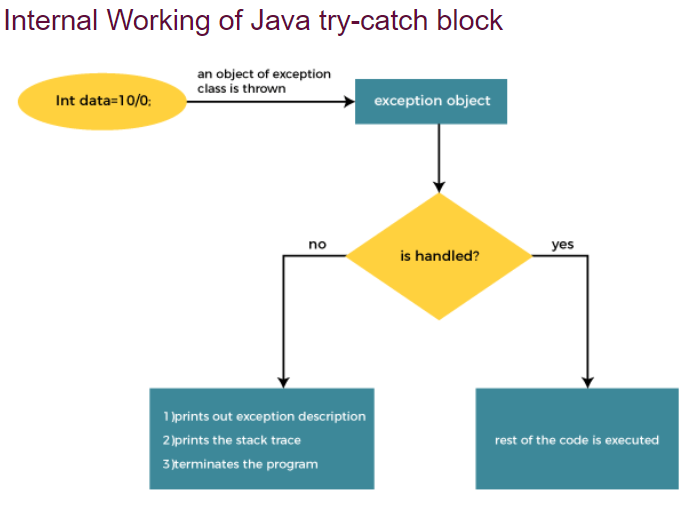 Internal Working of Java try-catch block
an object of exception
class is thrown
Int data=10/0;
exception object
is handled?
no
yes
1)prints out exception description
2)prints the stack trace
3)terminates the program
rest of the code is executed